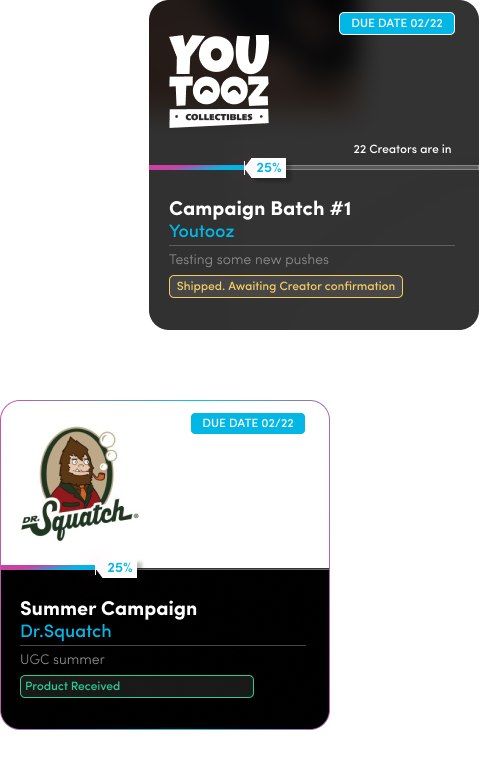 DUE DATE 02/22
YOU
TOOZ
• COLLECTIBLES •
22 Creators are in
25%
Campaign Batch #1
Youtooz
Testing some new pushes
Shipped. Awaiting Creator confirmation
DUE DATE 02/22
DR.
Squatch®
25%
Summer Campaign
Dr.Squatch
UGC summer
Product Received